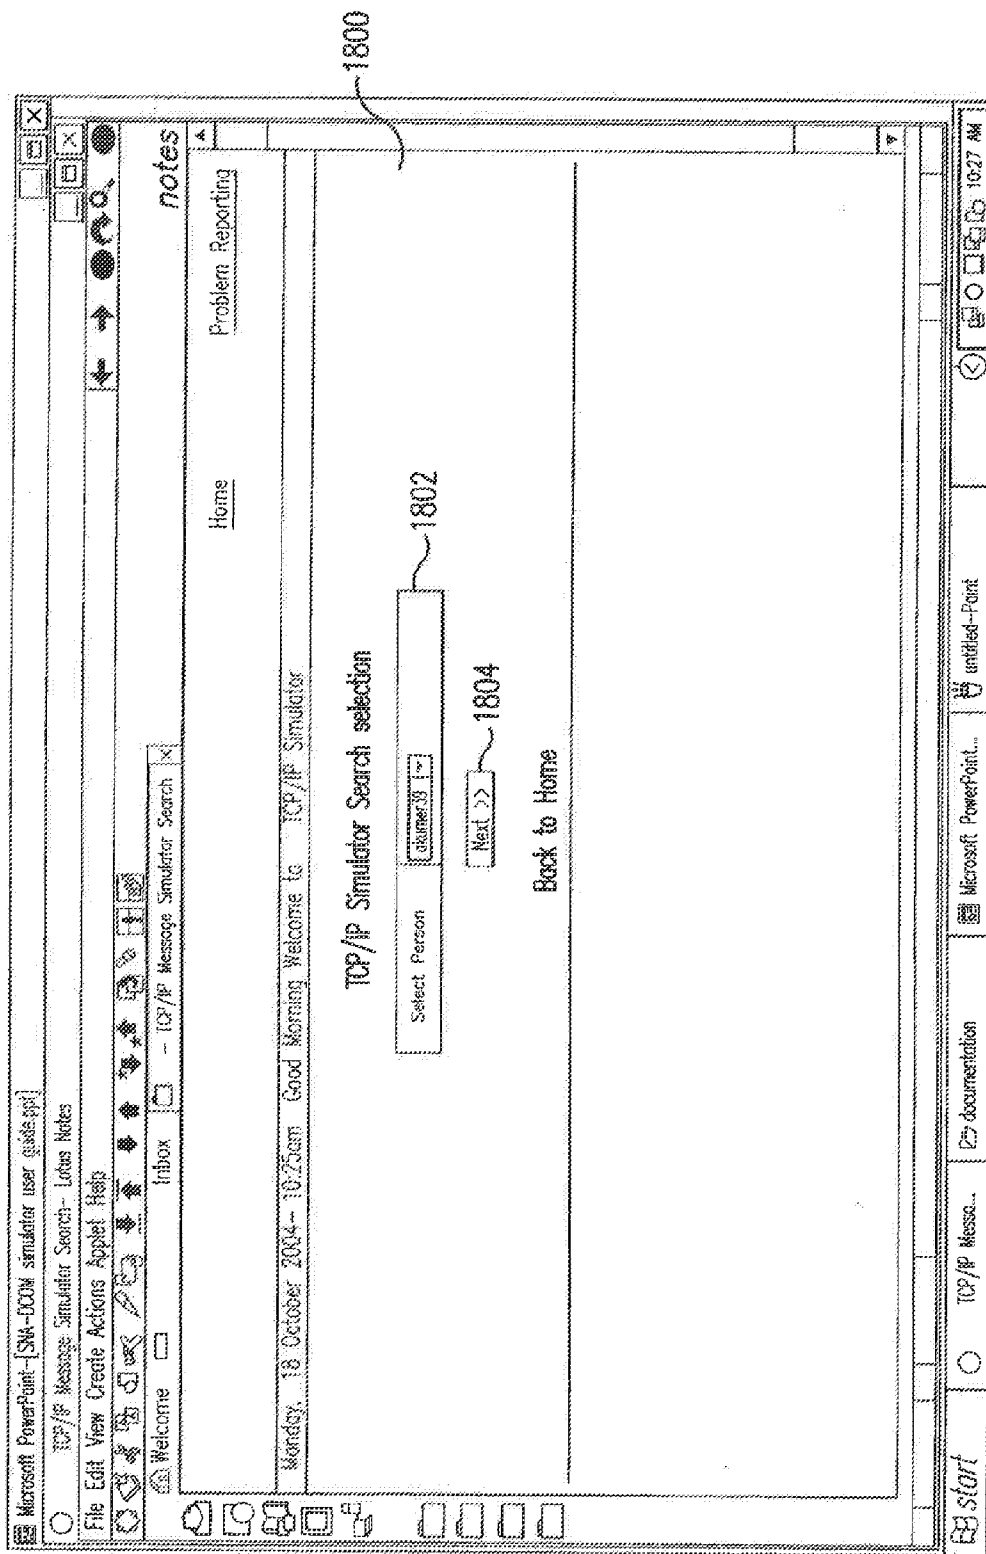 Microsoft PowerPoint-[SNA-DCOM simulator user guide.ppt]
TCP/IP Message Simulator Search- Lotus Notes
File Edit View Create Actions Applet Help
Welcome Inbox - TCP/IP Message Simulator Search
notes
Home Problem Reporting
Monday, 18 October 2004- 10:25am Good Morning Welcome to TCP/IP Simulator
1800
TCP/IP Simulator Search selection
Select Person
1802
Next >>
1804
Back to Home
start TCP/IP Messa... documentation Microsoft PowerPoint... untitled-Paint 10:27 AM